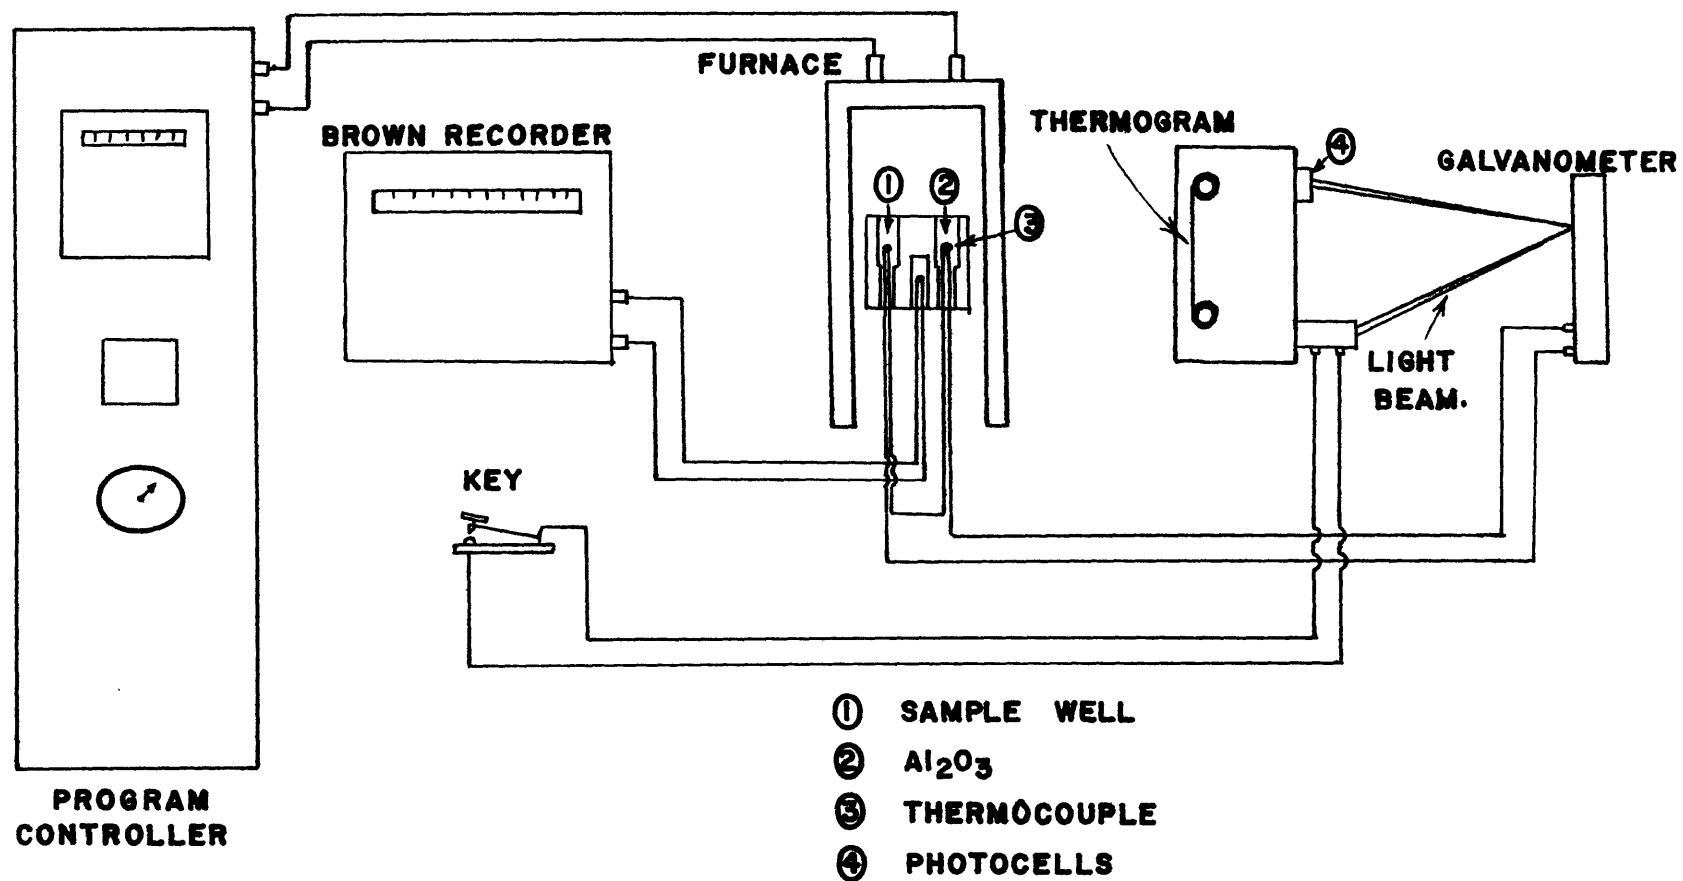 FURNACE
BROWN RECORDER
THERMOGRAM
④
GALVANOMETER
① ②
③
LIGHT
BEAM.
KEY
① SAMPLE WELL
② Al₂O₃
③ THERMOCOUPLE
④ PHOTOCELLS
PROGRAM
CONTROLLER